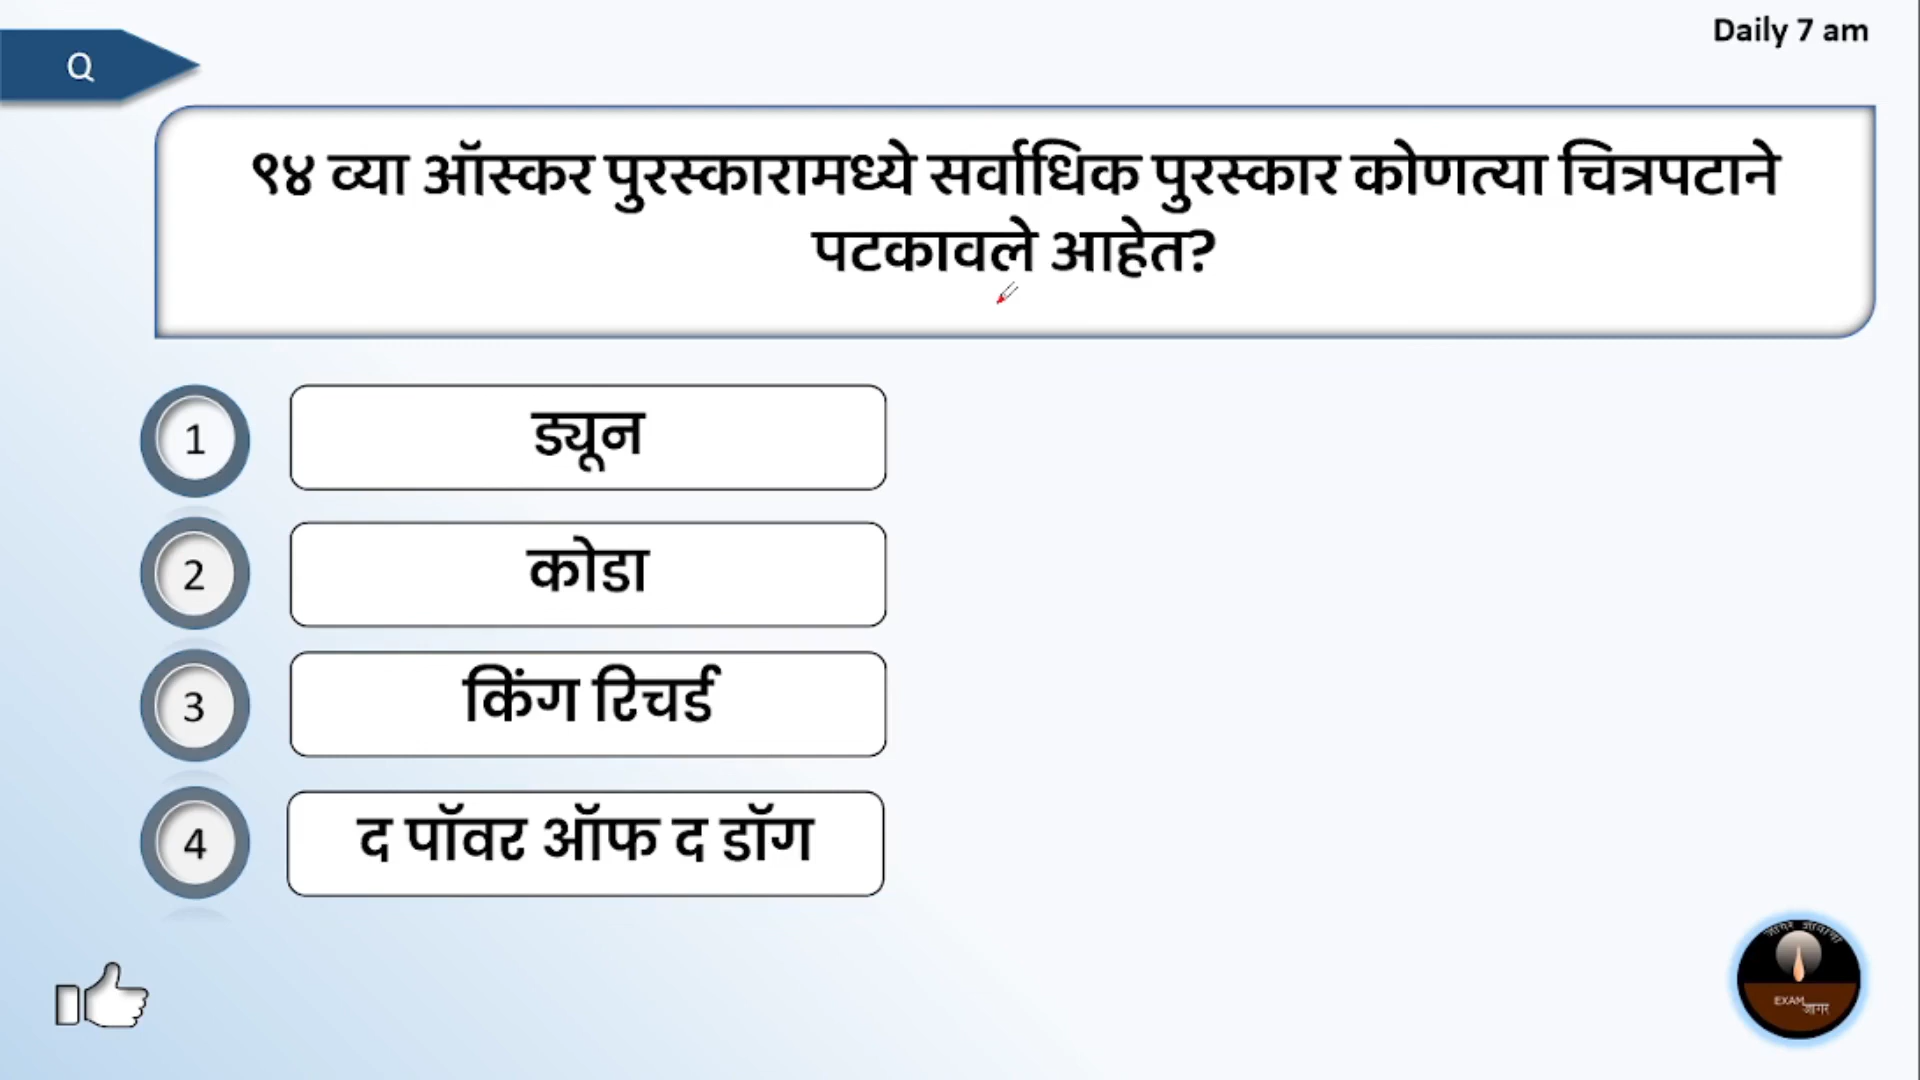 Daily 7 am
Q
९४ व्या ऑस्कर पुरस्कारामध्ये सर्वाधिक पुरस्कार कोणत्या चित्रपटाने
पटकावले आहेत?
1
ड्यून
2
कोडा
3
किंग रिचर्ड
4
द पॉवर ऑफ द डॉग
EXAM
जागर